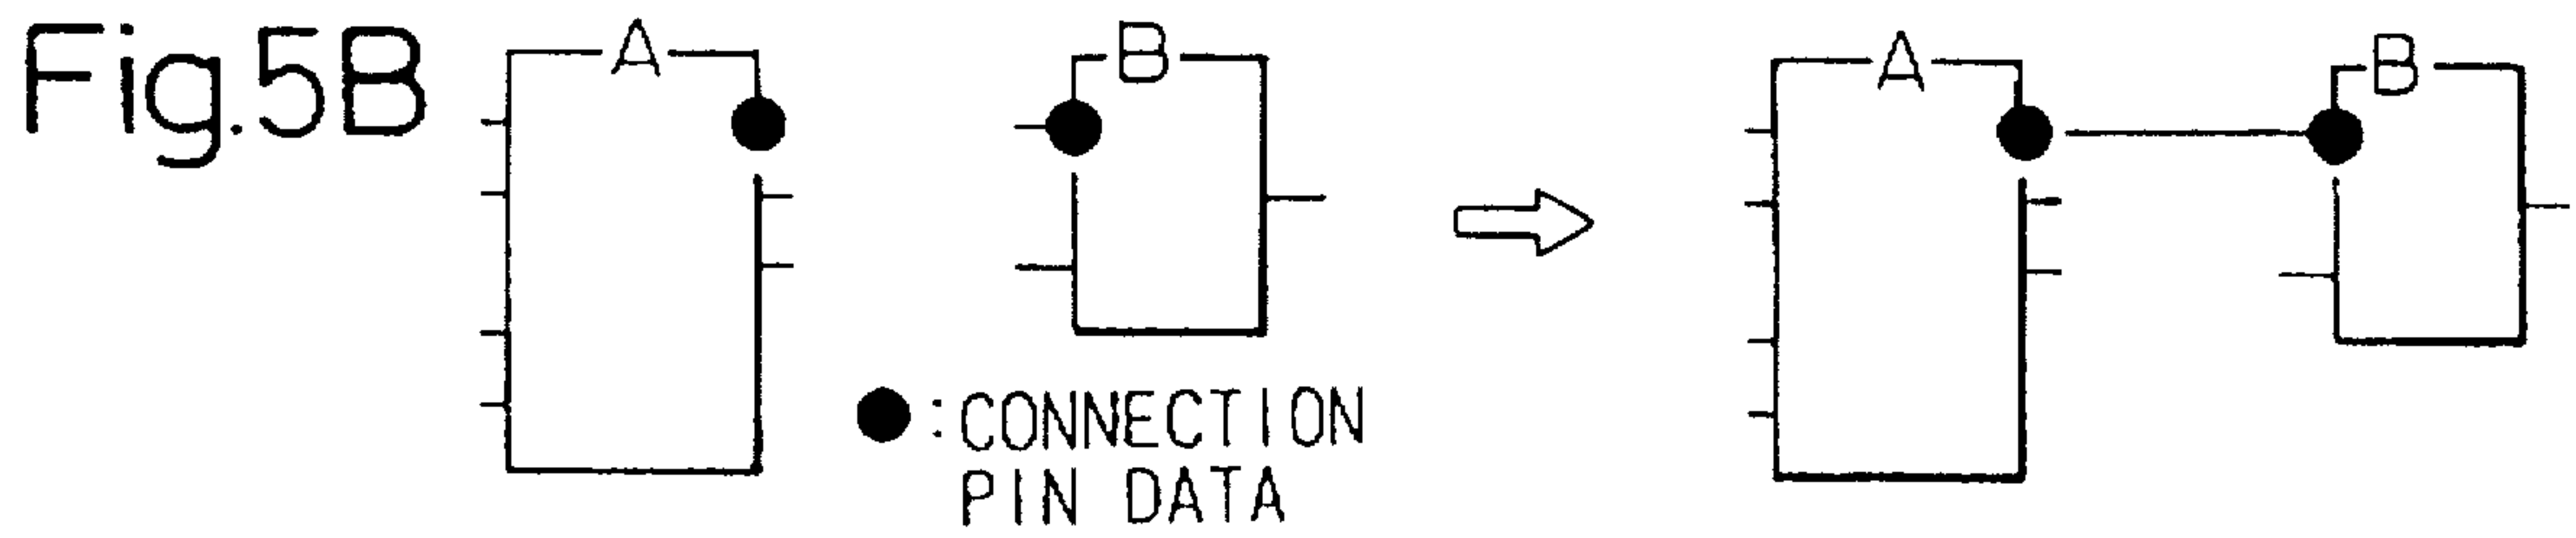 Fig.5B
A
B
A
B
●:CONNECTION
PIN DATA